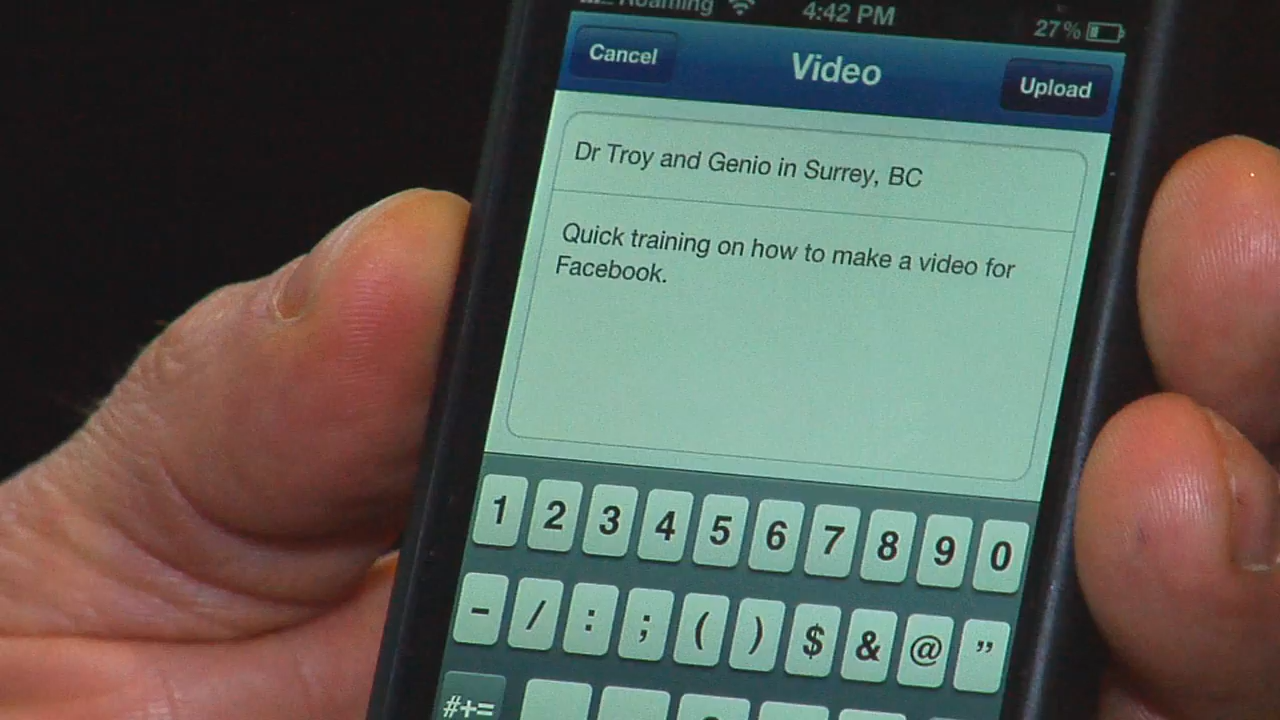 Roaming 4:42 PM 27%
Cancel Video Upload
Dr Troy and Genio in Surrey, BC
Quick training on how to make a video for
Facebook.
1 2 3 4 5 6 7 8 9 0
- / : ; ( ) $ & @ ”
#+=